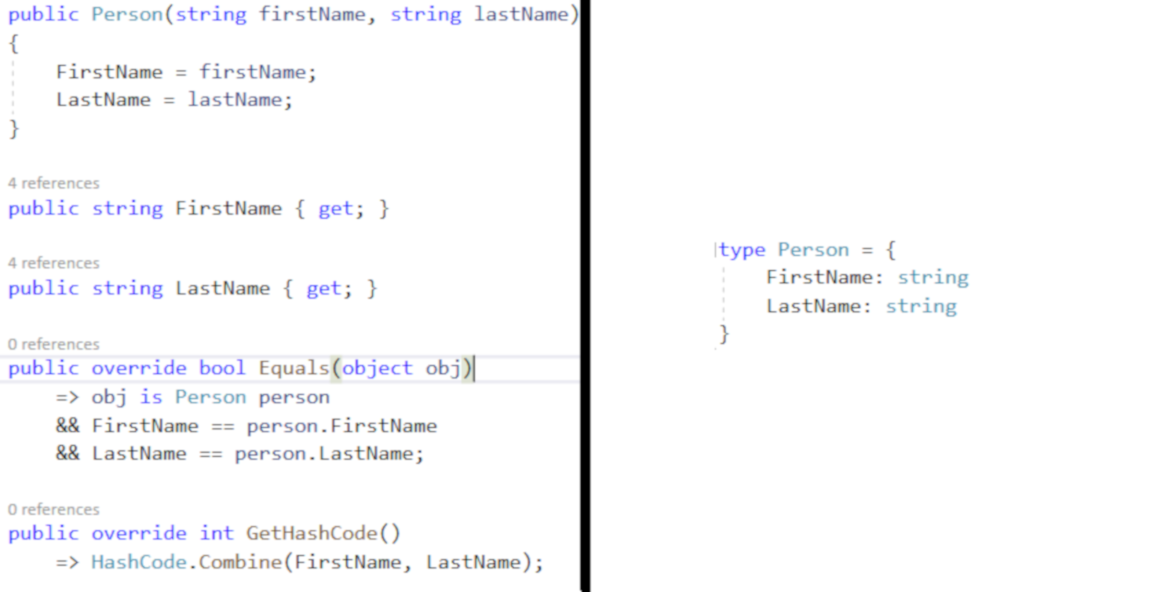 public Person(string firstName, string lastName)
{
    FirstName = firstName;
    LastName = lastName;
}
4 references
public string FirstName { get; }
4 references
public string LastName { get; }
0 references
public override bool Equals(object obj)
    => obj is Person person
    && FirstName == person.FirstName
    && LastName == person.LastName;
0 references
public override int GetHashCode()
    => HashCode.Combine(FirstName, LastName);
type Person = {
    FirstName: string
    LastName: string
}